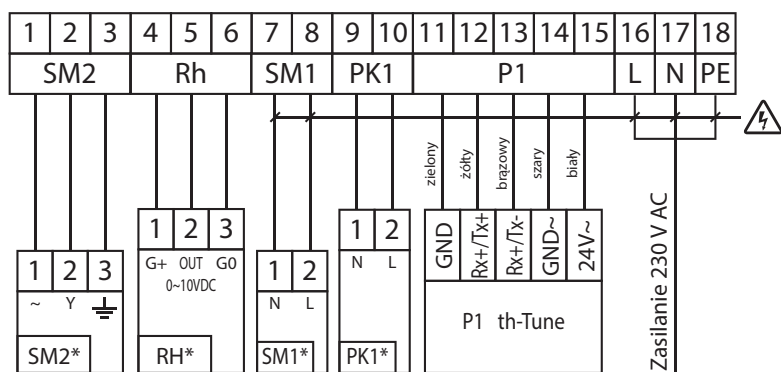 1 2 3 4 5 6 7 8 9 10 11 12 13 14 15 16 17 18
SM2 Rh SM1 PK1 P1 L N PE
zielony żółty brązowy szary biały
1 2 3
~ Y
SM2*
1 2 3
G+ OUT G0
0~10VDC
RH*
1 2
N L
SM1*
1 2
N L
PK1*
GND Rx+/Tx+ Rx+/Tx- GND~ 24V~
P1 th-Tune
Zasilanie 230 V AC